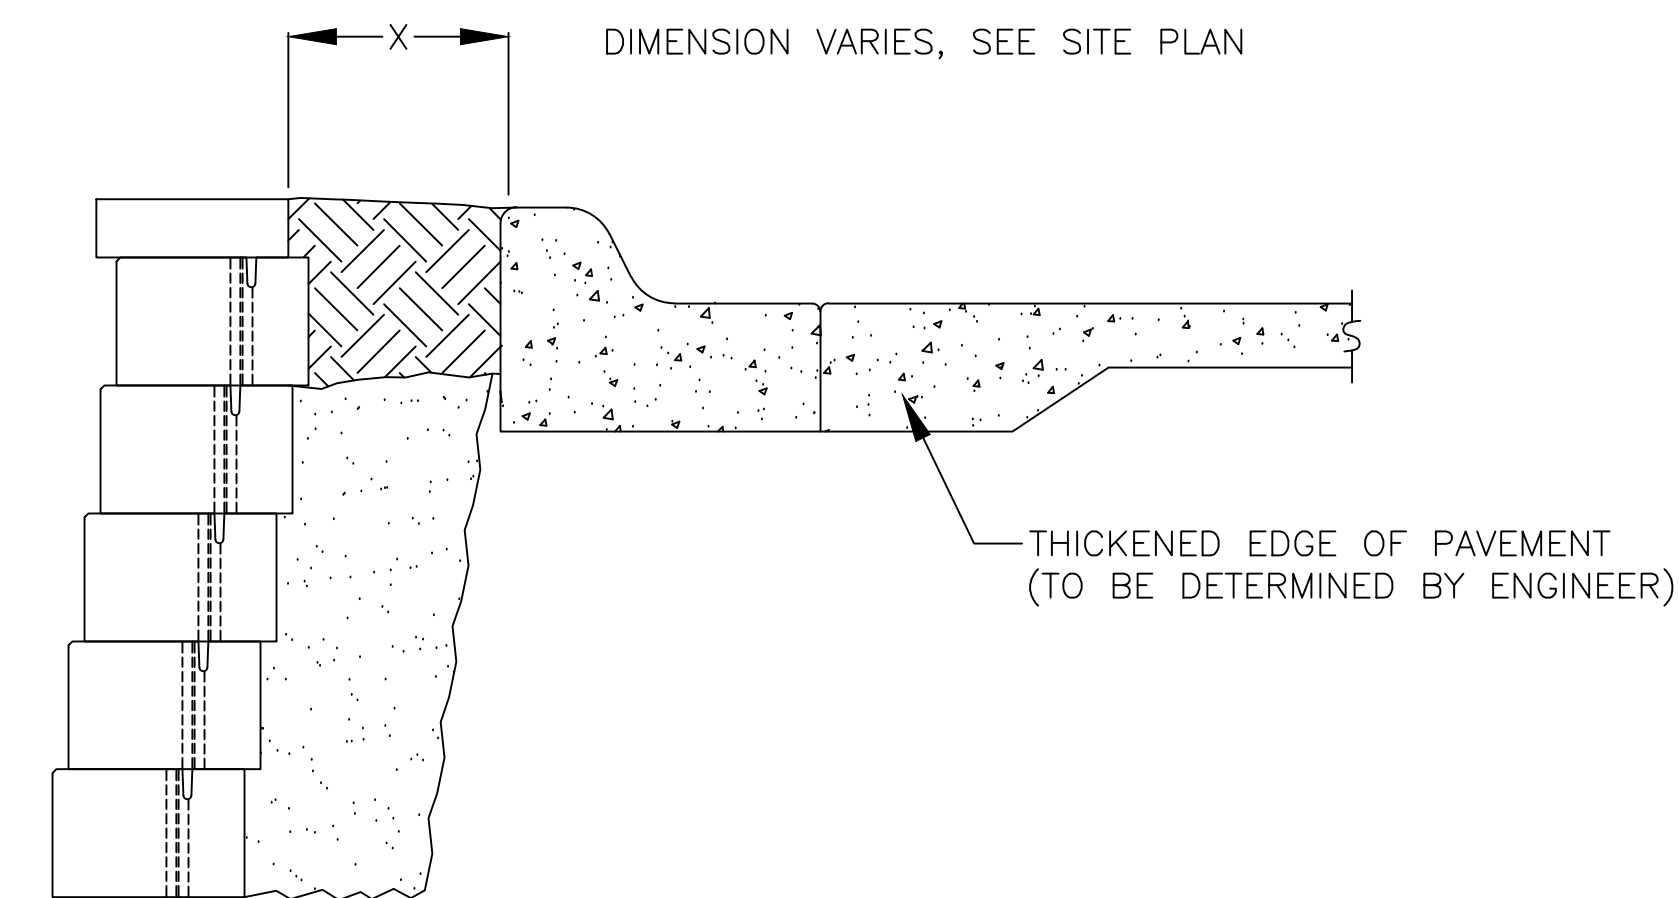 X
DIMENSION VARIES, SEE SITE PLAN
THICKENED EDGE OF PAVEMENT
(TO BE DETERMINED BY ENGINEER)